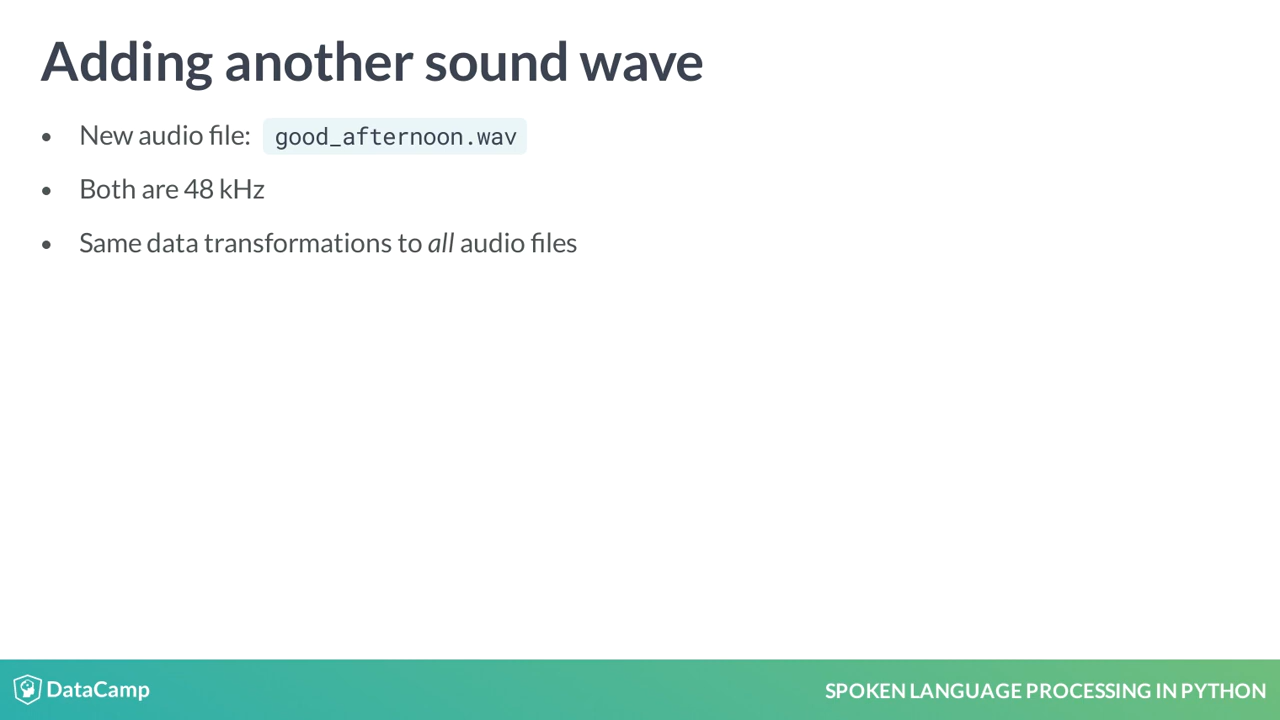 Adding another sound wave
• New audio file: good_afternoon.wav
• Both are 48 kHz
• Same data transformations to all audio files
DataCamp
SPOKEN LANGUAGE PROCESSING IN PYTHON